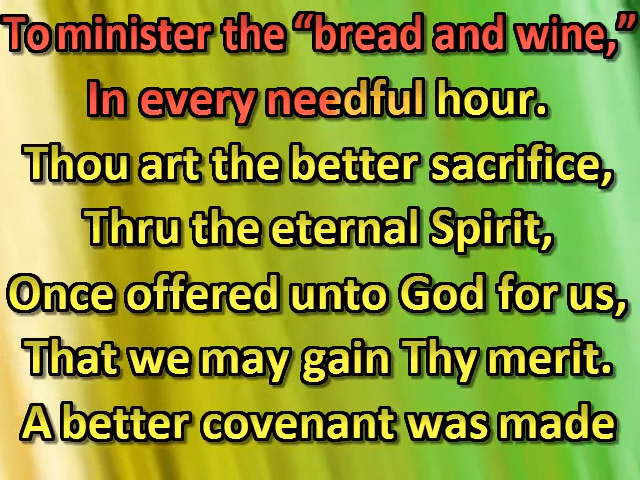 To minister the “bread and wine,”
In every needful hour.
Thou art the better sacrifice,
Thru the eternal Spirit,
Once offered unto God for us,
That we may gain Thy merit.
A better covenant was made